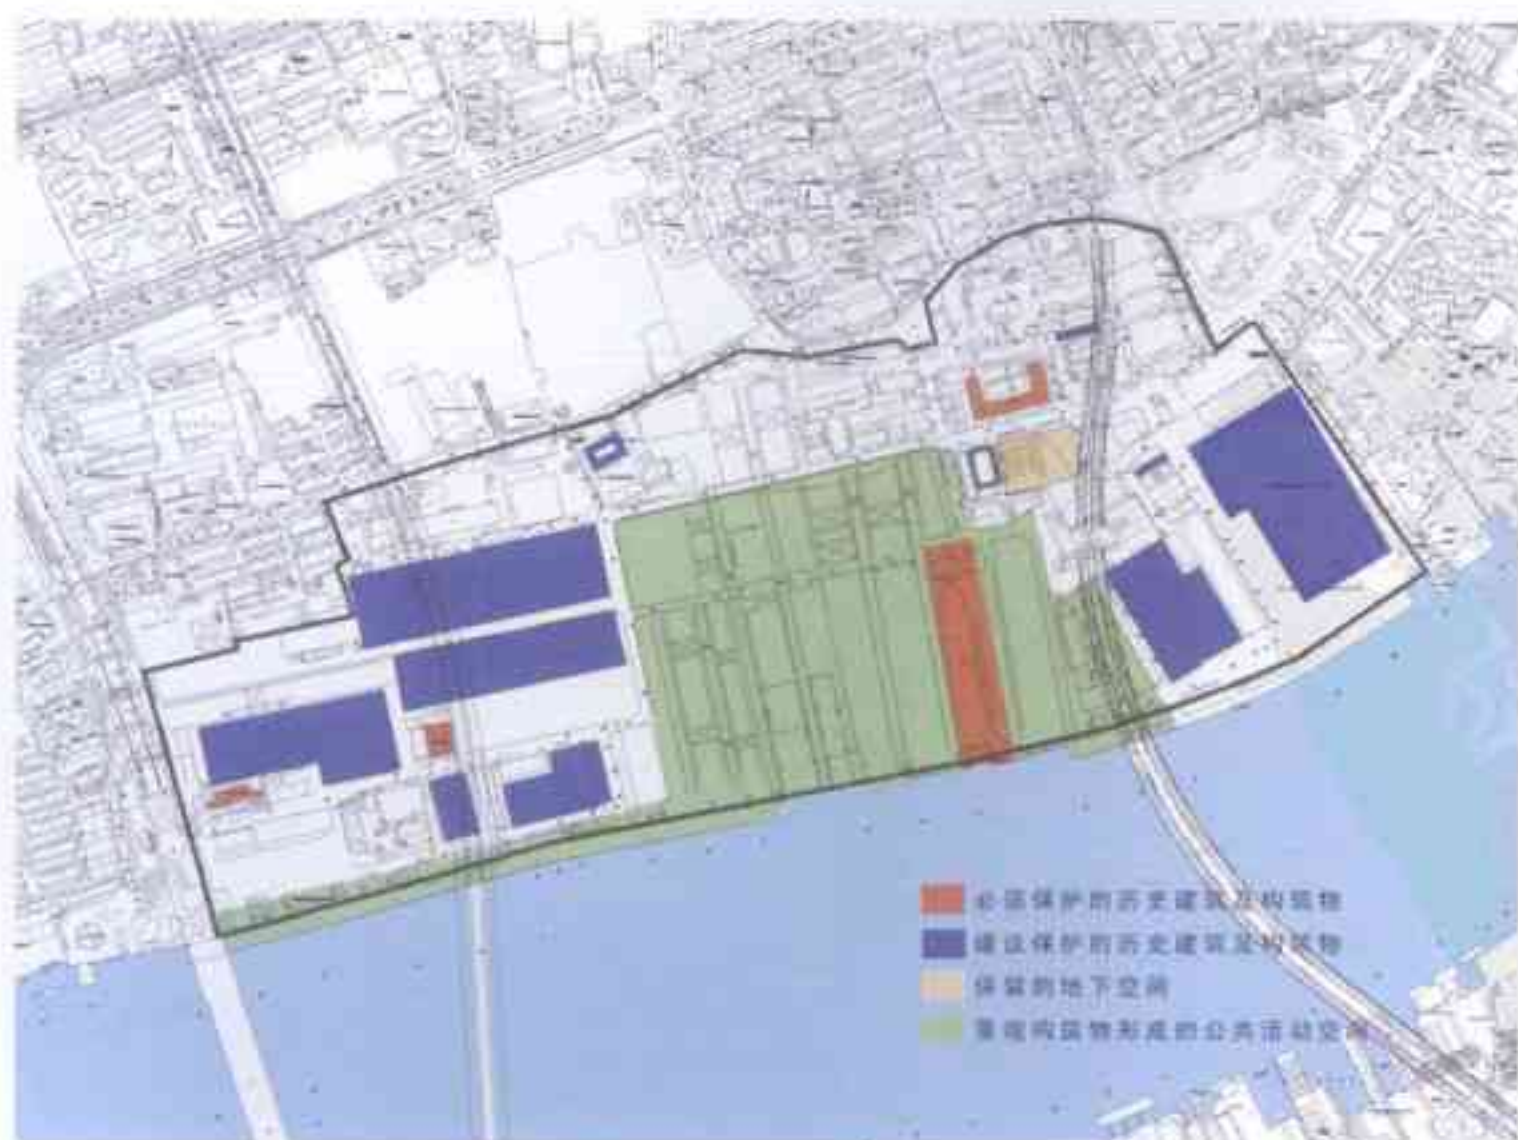 必须保护的历史建筑及构筑物
建议保护的历史建筑及构筑物
保留的地下空间
景观构筑物形成的公共活动空间